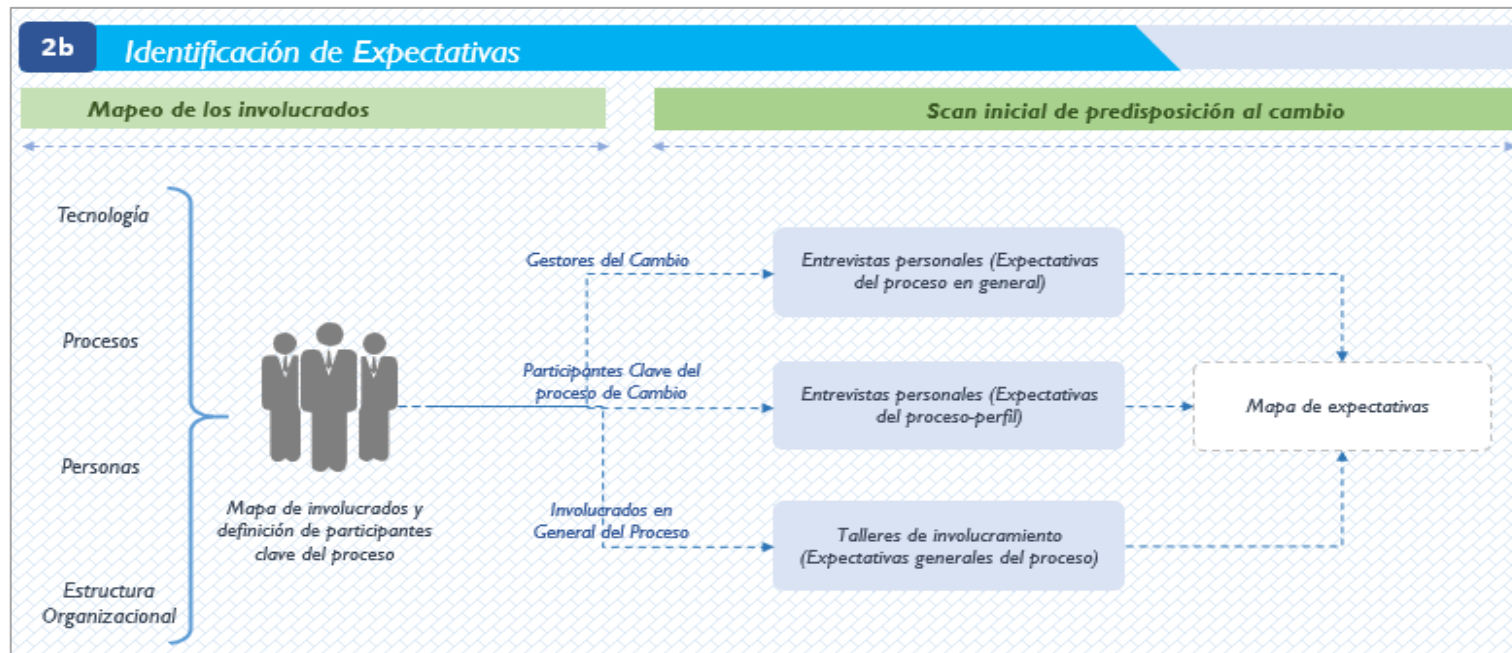 2b
Identificación de Expectativas
Mapeo de los involucrados
Scan inicial de predisposición al cambio
Tecnología
Procesos
Personas
Estructura
Organizacional
Mapa de involucrados y
definición de participantes
clave del proceso
Gestores del Cambio
Entrevistas personales (Expectativas
del proceso en general)
Participantes Clave del
proceso de Cambio
Entrevistas personales (Expectativas
del proceso-perfil)
Involucrados en
General del Proceso
Talleres de involucramiento
(Expectativas generales del proceso)
Mapa de expectativas